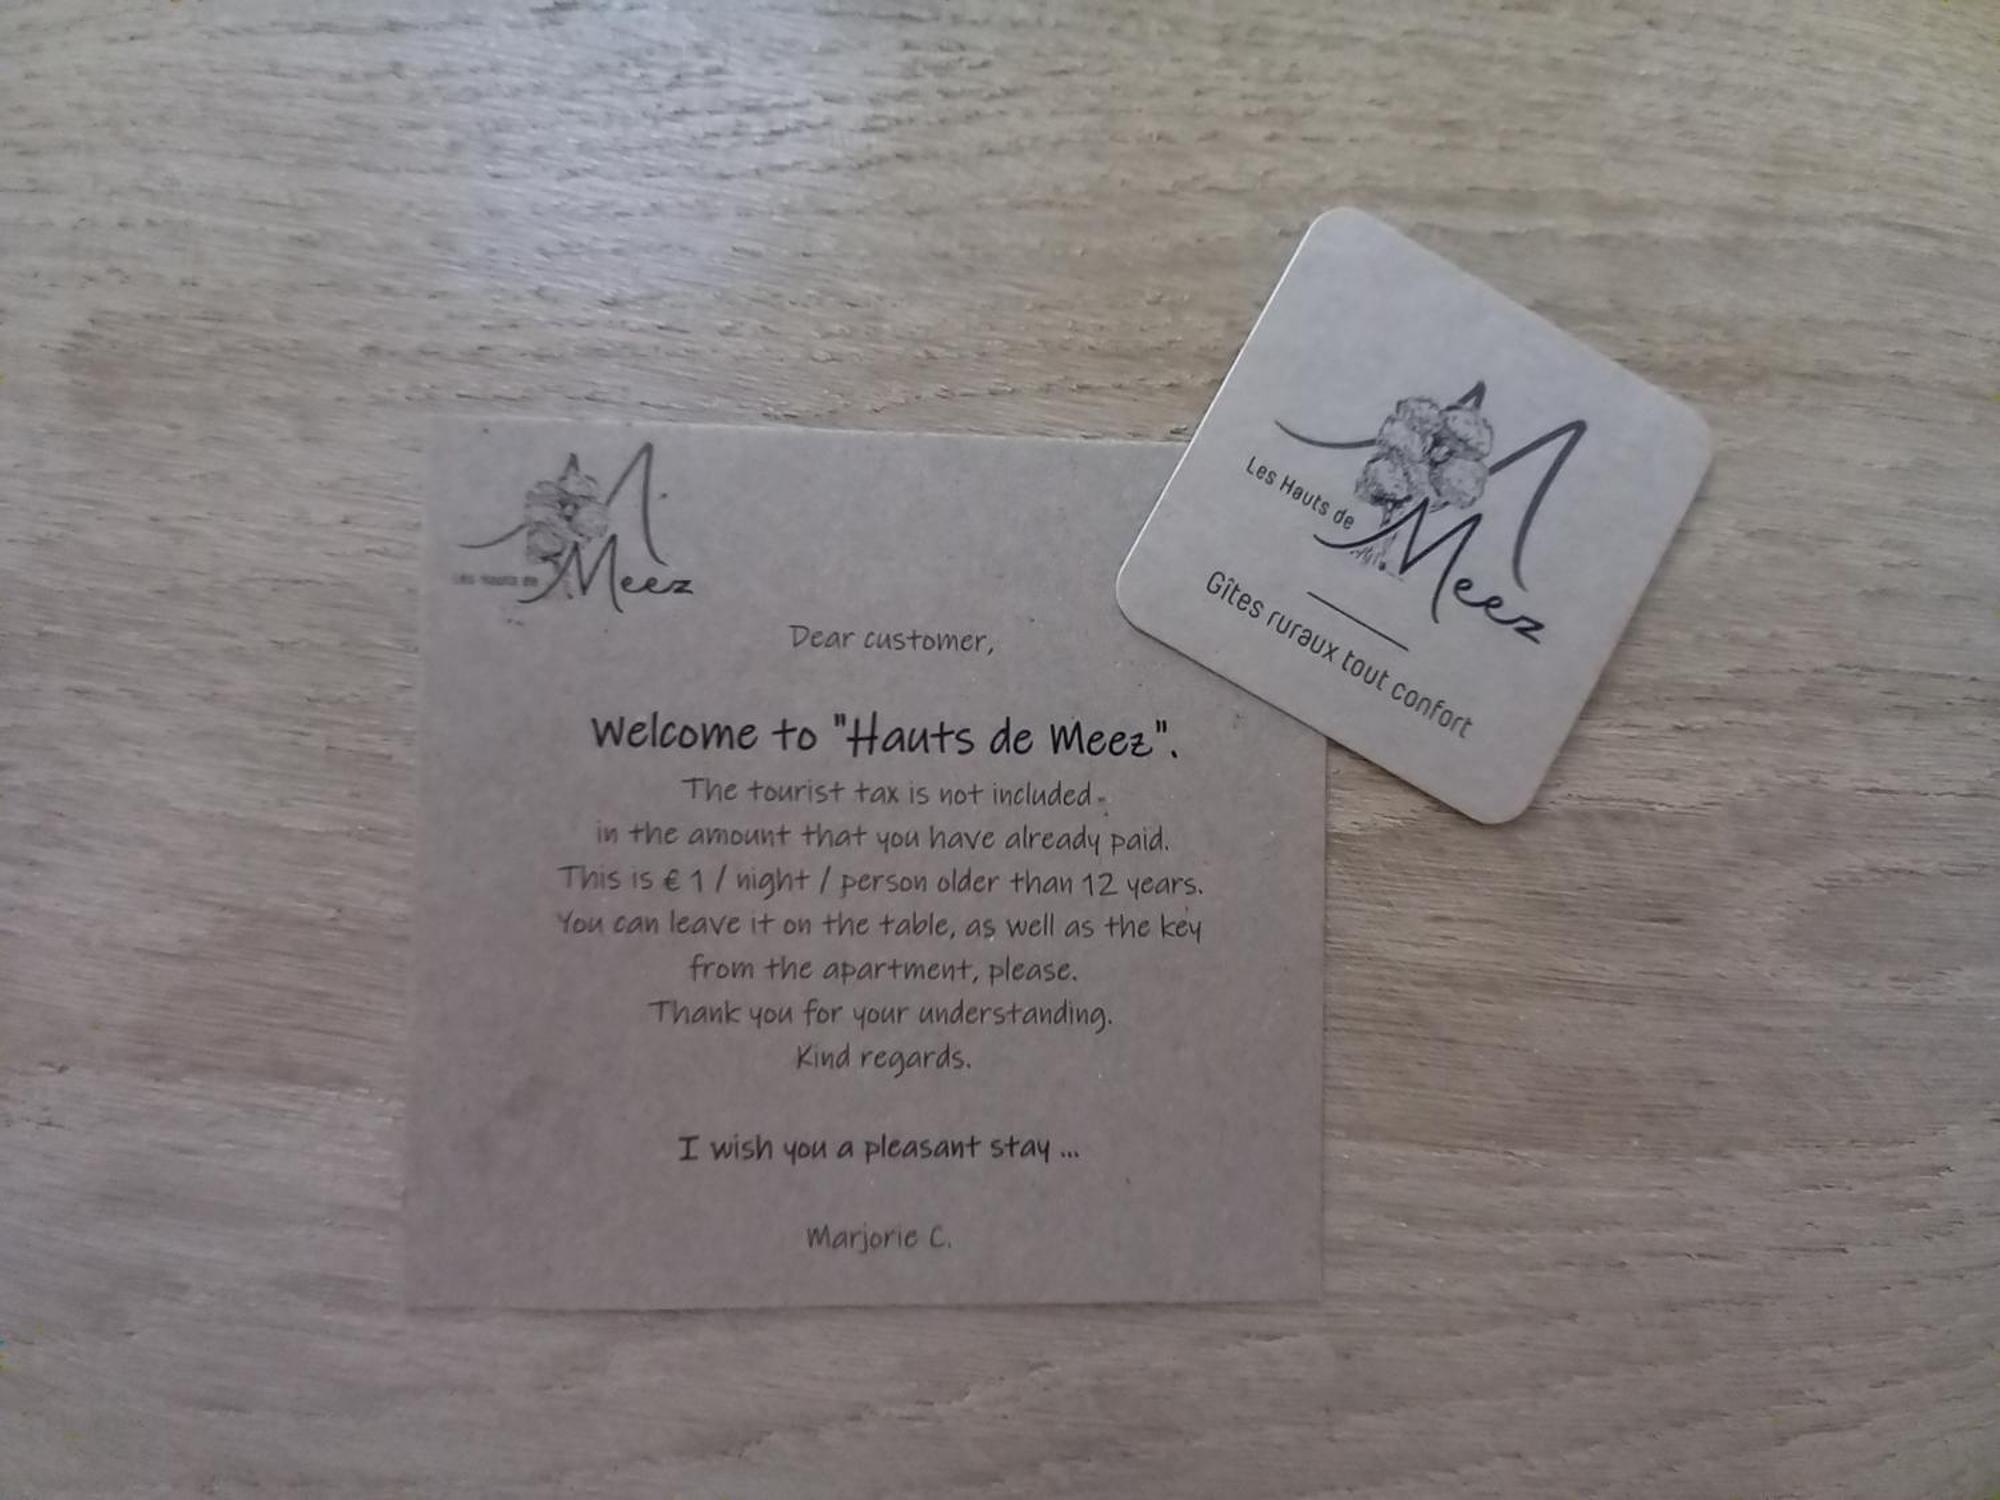 Les Hauts de
Meez
Dear customer,
Welcome to "Hauts de Meez".
The tourist tax is not included
in the amount that you have already paid.
This is € 1 / night / person older than 12 years.
You can leave it on the table, as well as the key
from the apartment, please.
Thank you for your understanding.
Kind regards.
I wish you a pleasant stay ...
Marjorie C.
Les Hauts de
Meez
Gîtes ruraux tout confort